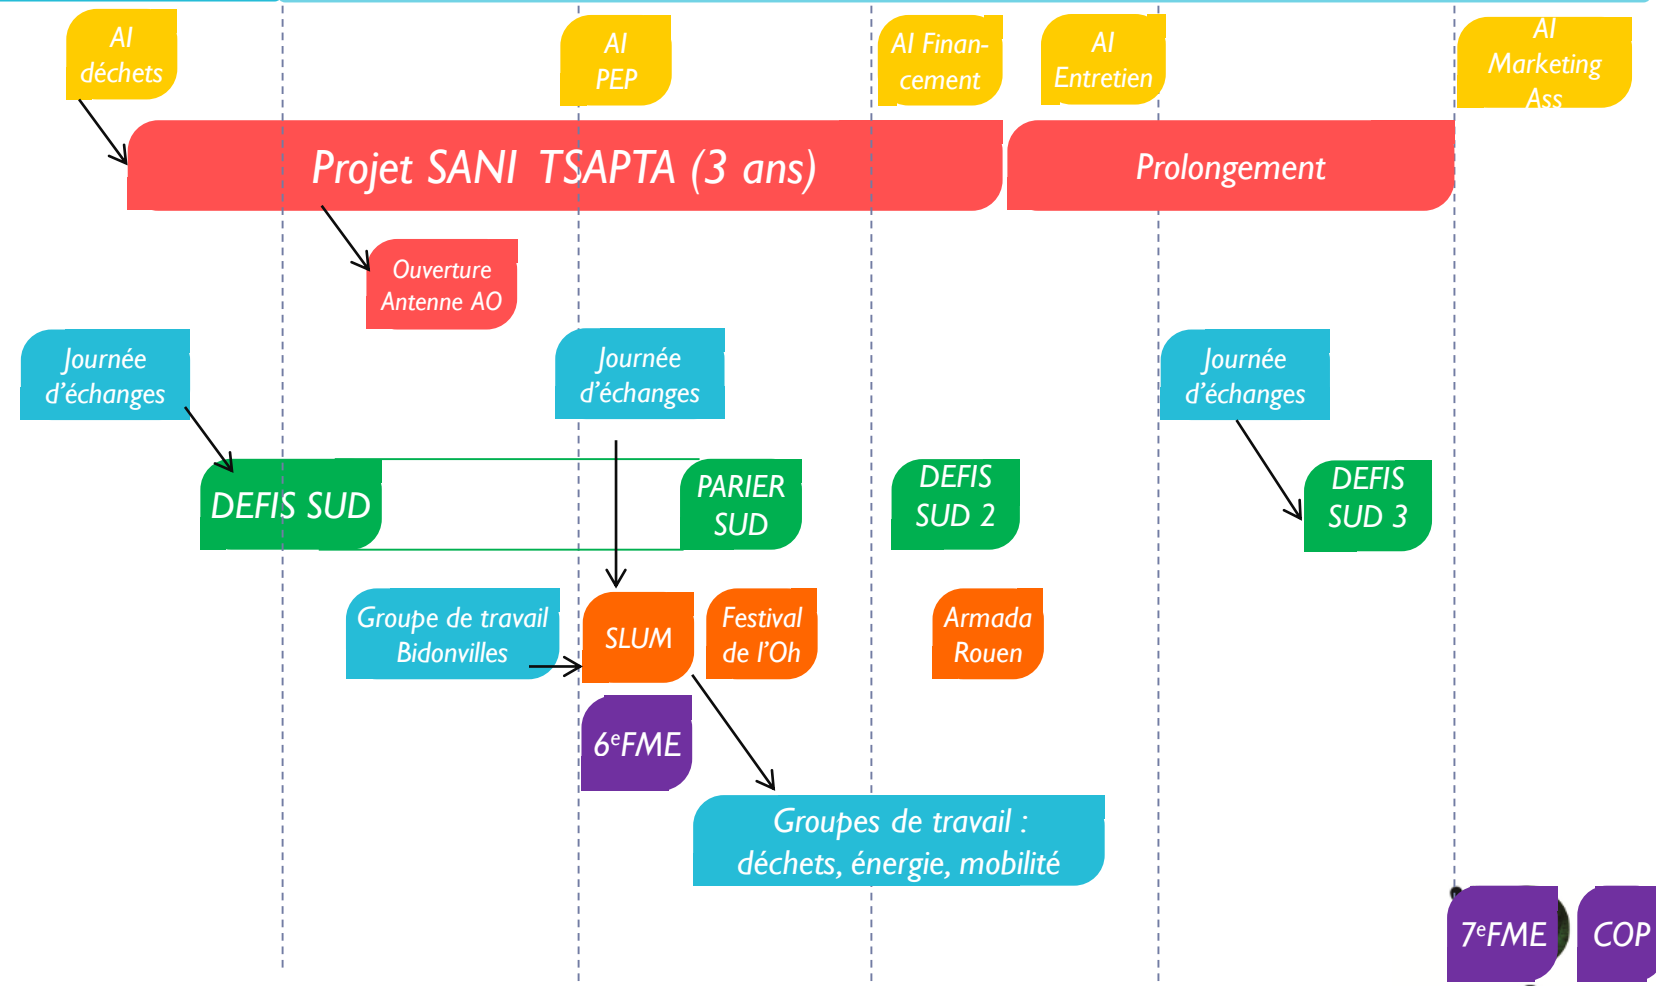 AI
déchets
AI
PEP
AI Finan-
cement
AI
Entretien
AI
Marketing
Ass
Projet SANI TSAPTA (3 ans)
Prolongement
Ouverture
Antenne AO
Journée
d’échanges
Journée
d’échanges
Journée
d’échanges
DEFIS SUD
PARIER
SUD
DEFIS
SUD 2
DEFIS
SUD 3
Groupe de travail
Bidonvilles
SLUM
Festival
de l’Oh
Armada
Rouen
6eFME
Groupes de travail :
déchets, énergie, mobilité
7eFME
COP